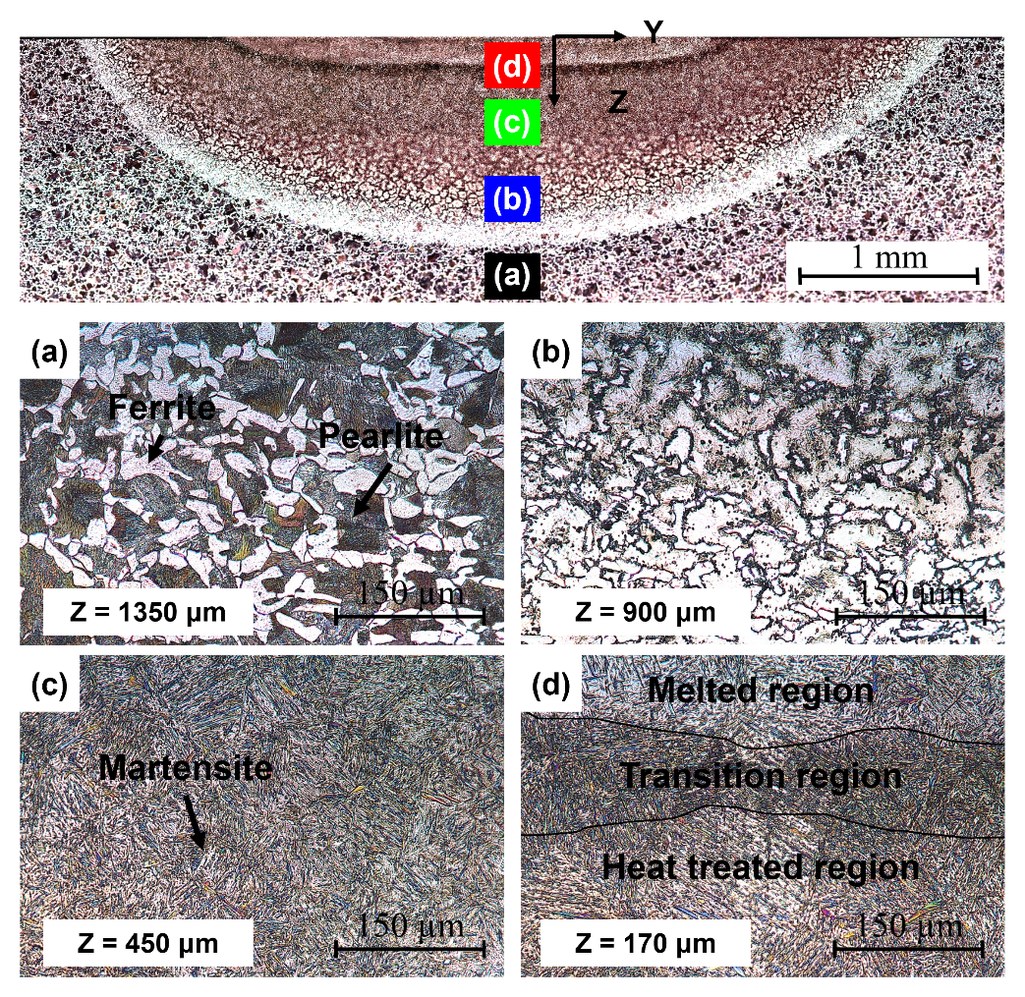 Y
(d)
Z
(c)
(b)
(a)
1 mm
(a)
Ferrite
Pearlite
150 µm
Z = 1350 µm
(b)
150 µm
Z = 900 µm
(c)
Martensite
150 µm
Z = 450 µm
(d)
Melted region
Transition region
Heat treated region
150 µm
Z = 170 µm